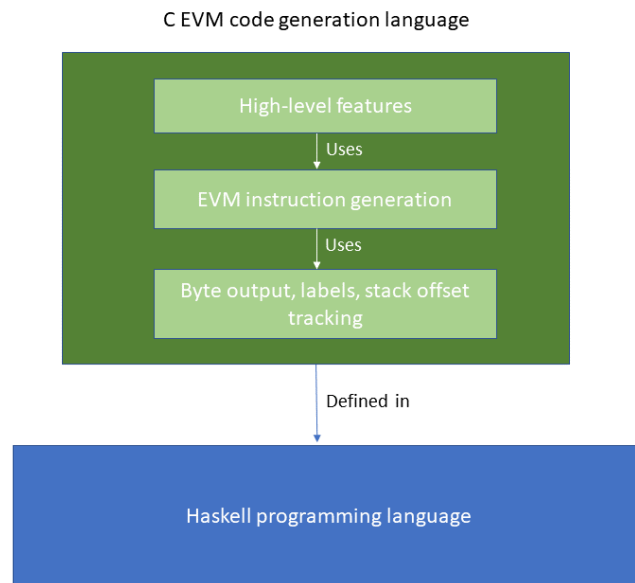 C EVM code generation language
High-level features
Uses
EVM instruction generation
Uses
Byte output, labels, stack offset
tracking
Defined in
Haskell programming language